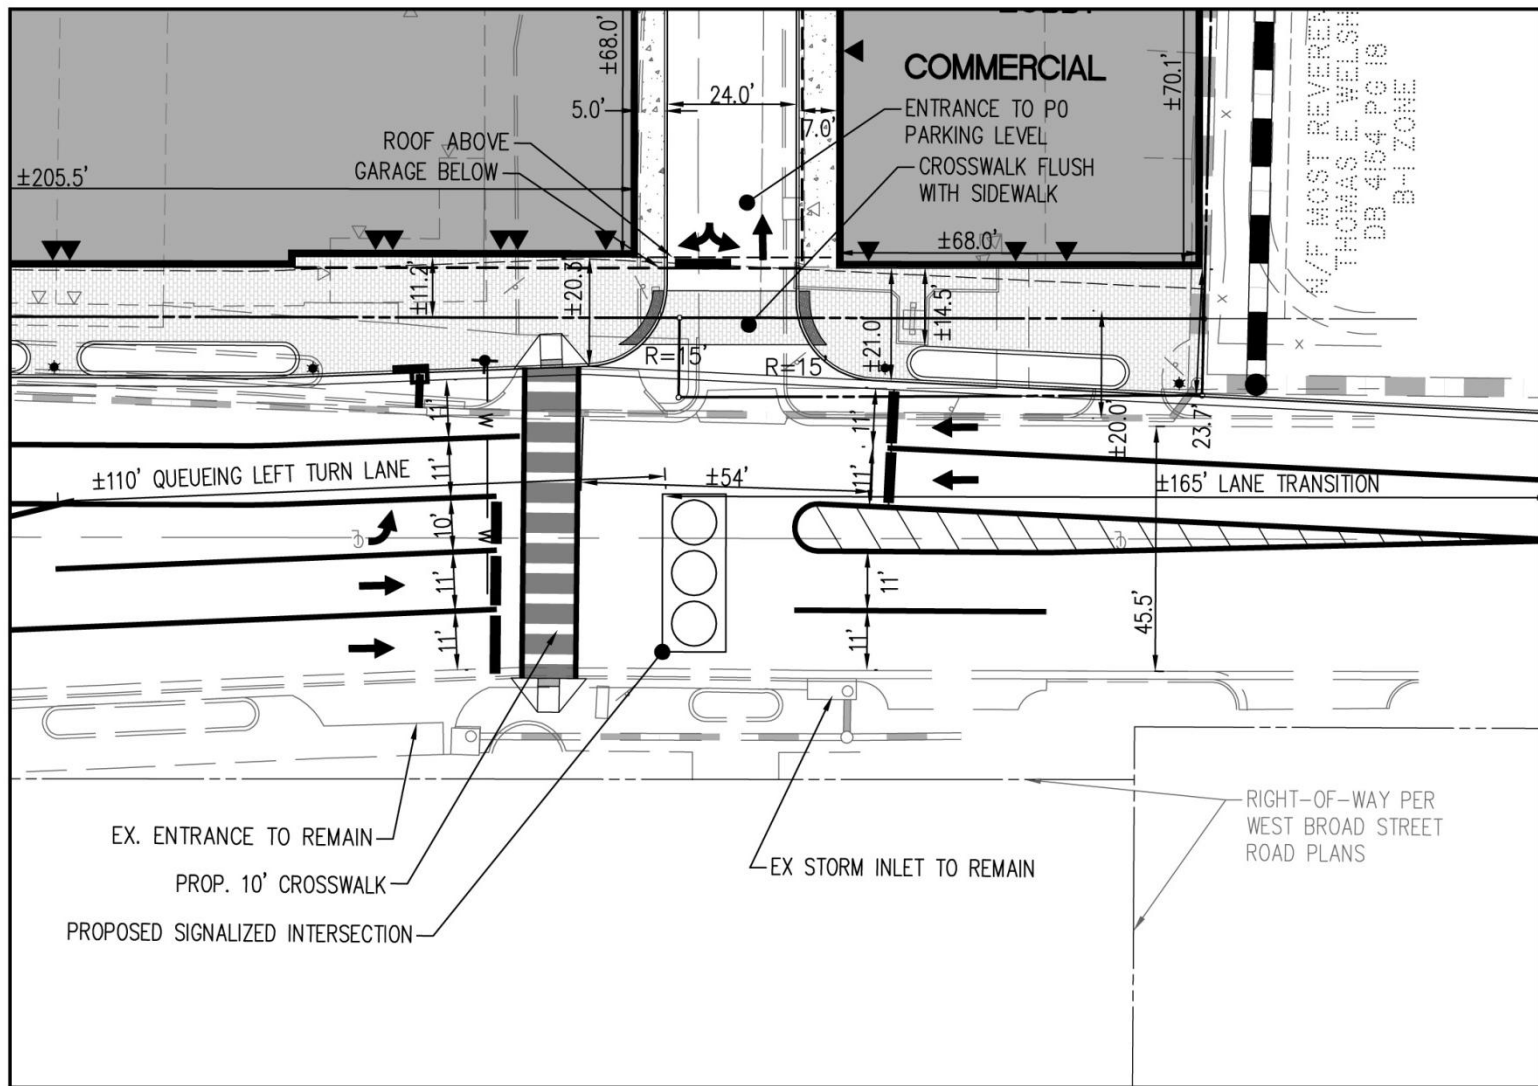 LOBBY
COMMERCIAL
±68.0'
±70.1'
5.0'
24.0'
7.0'
ENTRANCE TO P0
PARKING LEVEL
ROOF ABOVE
GARAGE BELOW
CROSSWALK FLUSH
WITH SIDEWALK
±205.5'
N/F MOST REVEREN
THOMAS E. WELSH
DB 4154 PG 18
B-1 ZONE
±68.0'
±11.2'
±20.3'
±21.0'
±14.5'
R=15'
R=15'
11'
11'
±20.0'
23.7'
±110' QUEUEING LEFT TURN LANE
11'
±54'
11'
±165' LANE TRANSITION
W
W
10'
11'
11'
11'
11'
45.5'
EX. ENTRANCE TO REMAIN
PROP. 10' CROSSWALK
PROPOSED SIGNALIZED INTERSECTION
EX STORM INLET TO REMAIN
RIGHT-OF-WAY PER
WEST BROAD STREET
ROAD PLANS